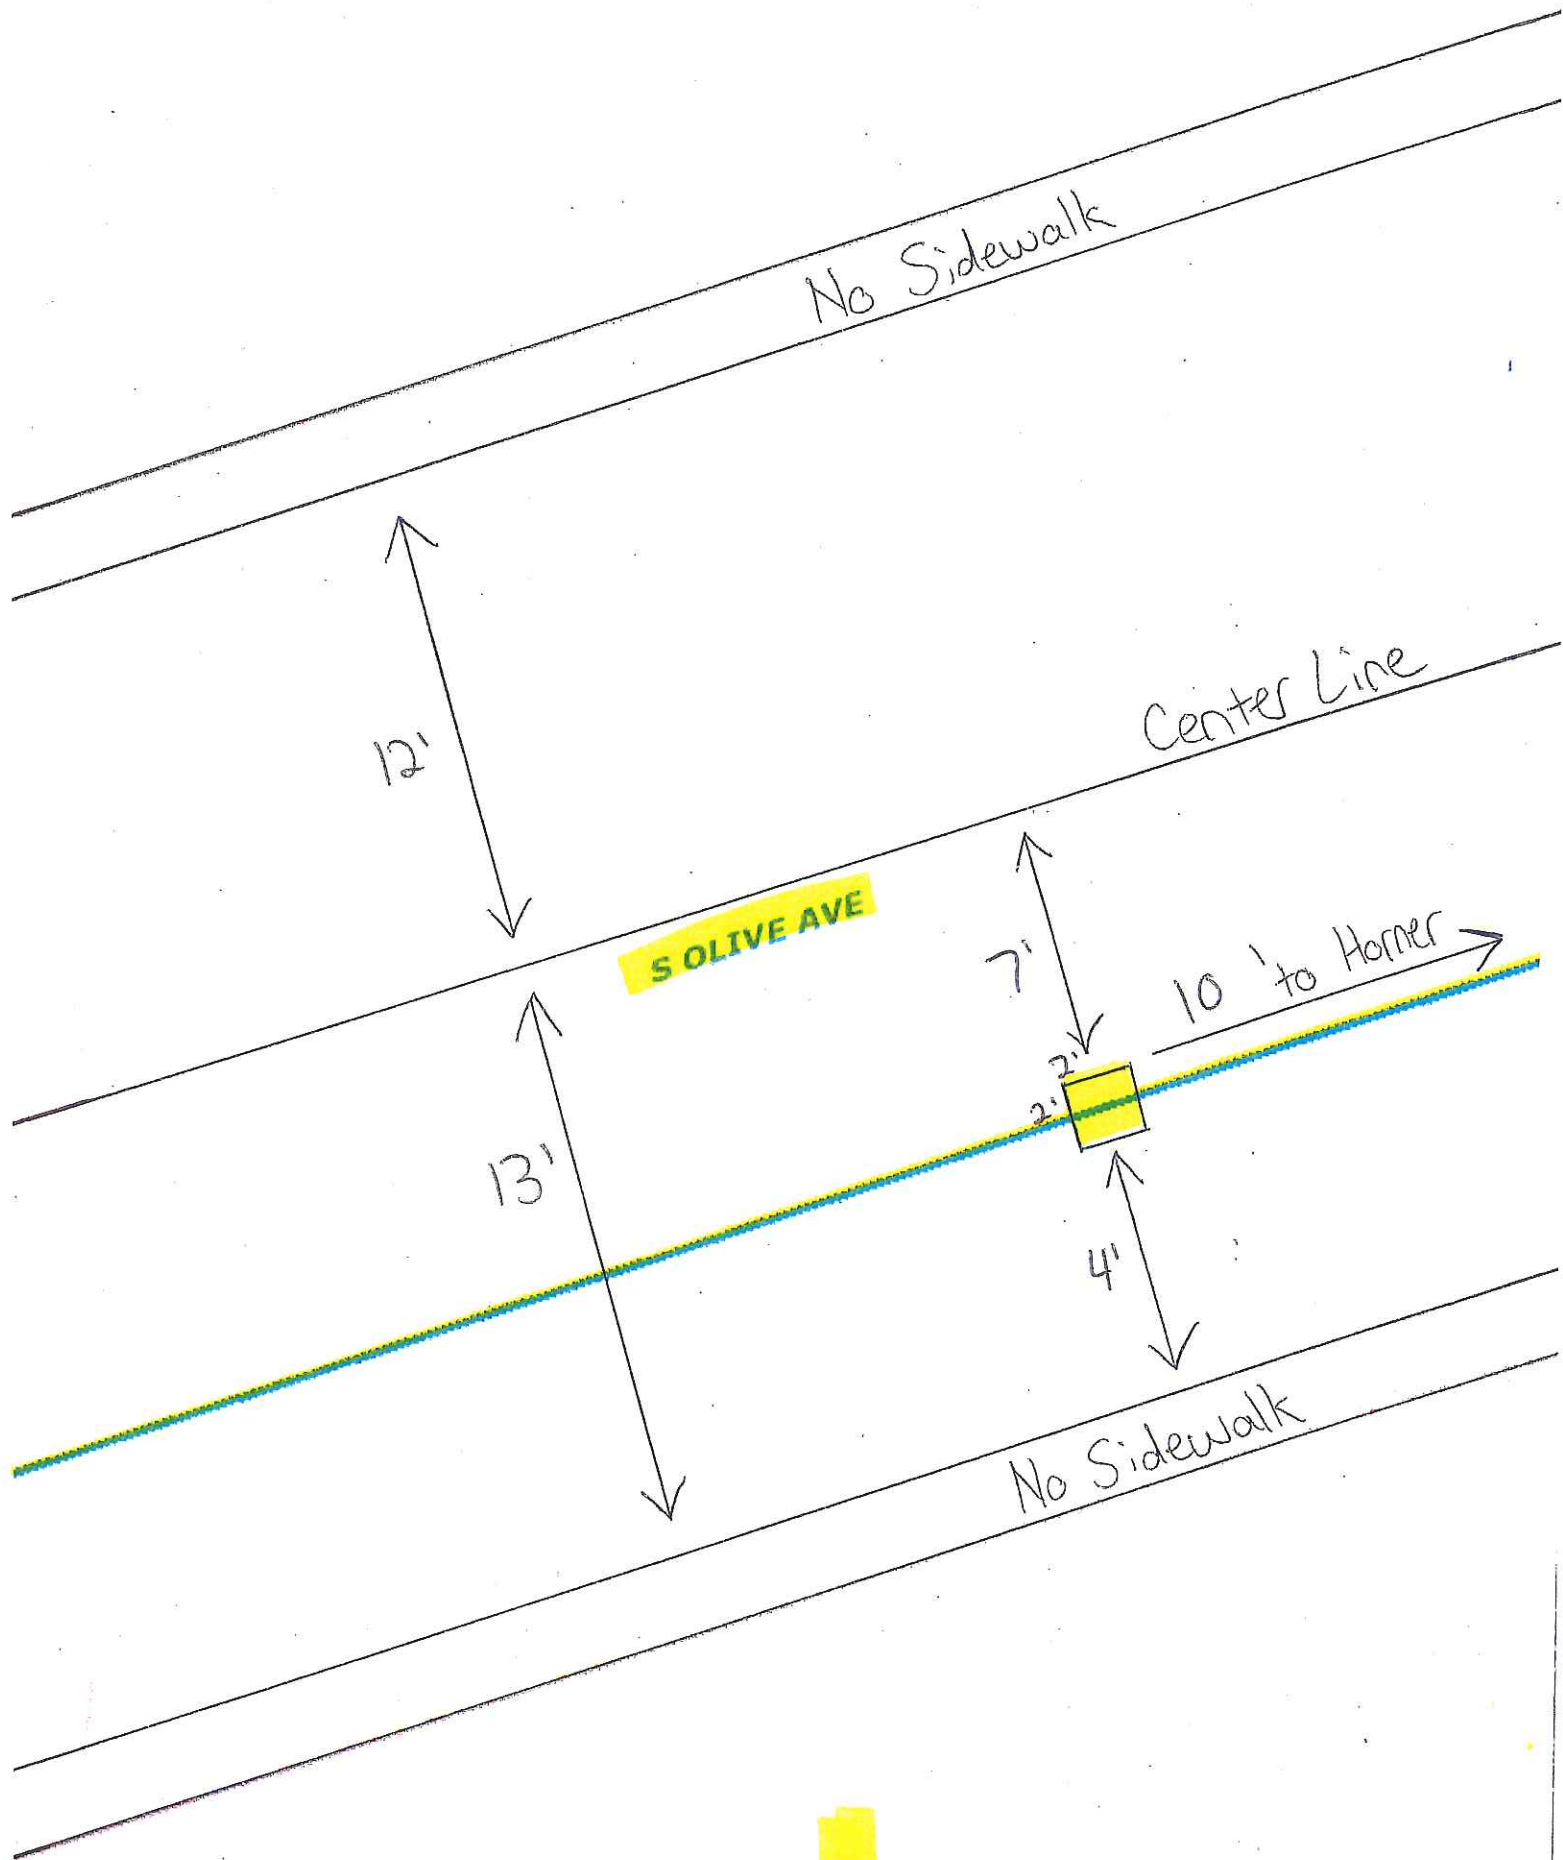 No Sidewalk
Center Line
12'
S OLIVE AVE
7'
10' to Horner
2'
2'
13'
4'
No Sidewalk